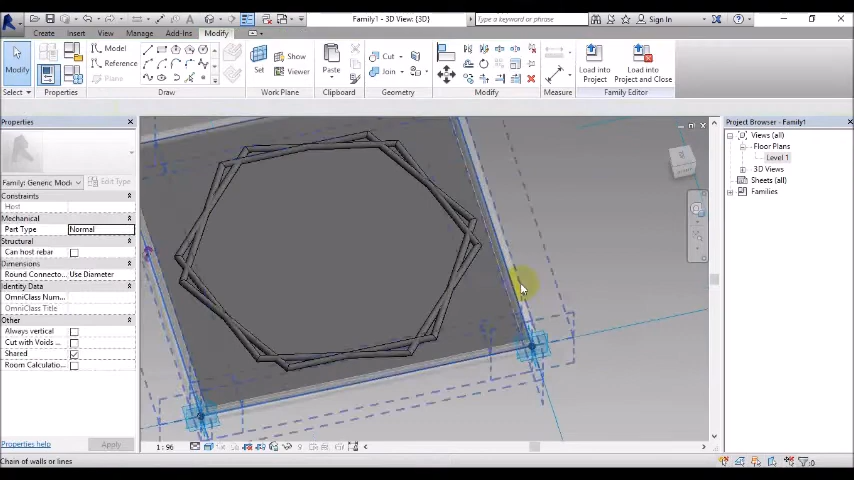 Family1 - 3D View: {3D}
Type a keyword or phrase
Sign In
Create
Insert
View
Manage
Add-Ins
Modify
Modify
Select
Properties
Model
Reference
Plane
Draw
Set
Show
Viewer
Work Plane
Paste
Clipboard
Cut
Join
Geometry
Modify
Measure
Load into
Project
Load into
Project and Close
Family Editor
Properties
Family: Generic Mode
Edit Type
Constraints
Host
Mechanical
Part Type
Normal
Structural
Can host rebar
Dimensions
Round Connecto...
Use Diameter
Identity Data
OmniClass Num...
OmniClass Title
Other
Always vertical
Cut with Voids ...
Shared
Room Calculatio...
Properties help
Apply
1 : 96
Chain of walls or lines
:0
Project Browser - Family1
Views (all)
Floor Plans
Level 1
3D Views
Sheets (all)
Families